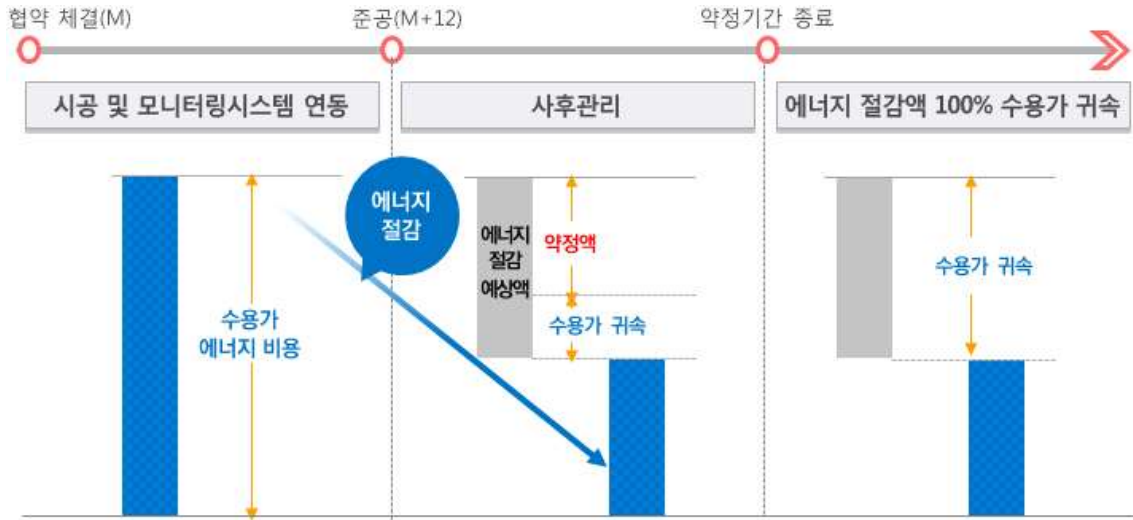 협약 체결(M)
준공(M+12)
약정기간 종료
시공 및 모니터링시스템 연동
사후관리
에너지 절감액 100% 수용가 귀속
수용가
에너지 비용
에너지
절감
에너지
절감
예상액
약정액
수용가 귀속
수용가 귀속